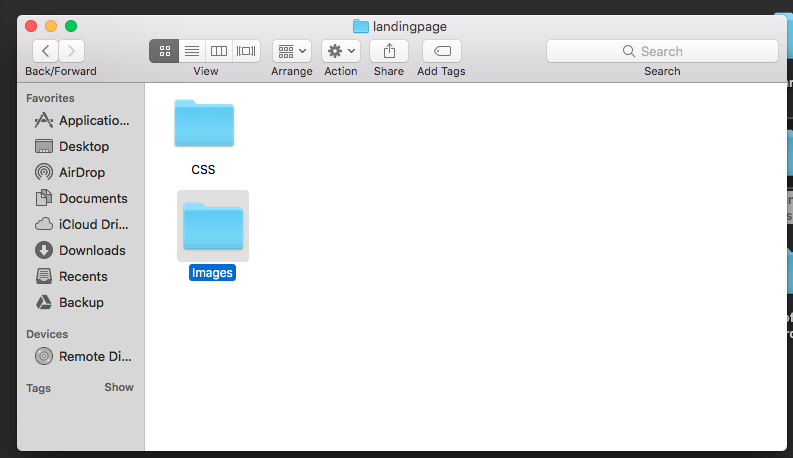 landingpage
Search
Back/Forward
View
Arrange
Action
Share
Add Tags
Search
Favorites
Applicatio...
Desktop
AirDrop
Documents
iCloud Dri...
Downloads
Recents
Backup
Devices
Remote Di...
Tags
Show
CSS
Images